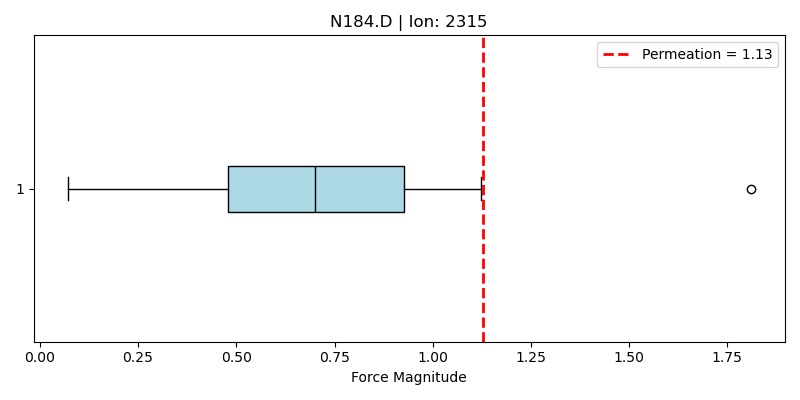 N184.D | Ion: 2315
Permeation = 1.13
1
0.00 0.25 0.50 0.75 1.00 1.25 1.50 1.75
Force Magnitude